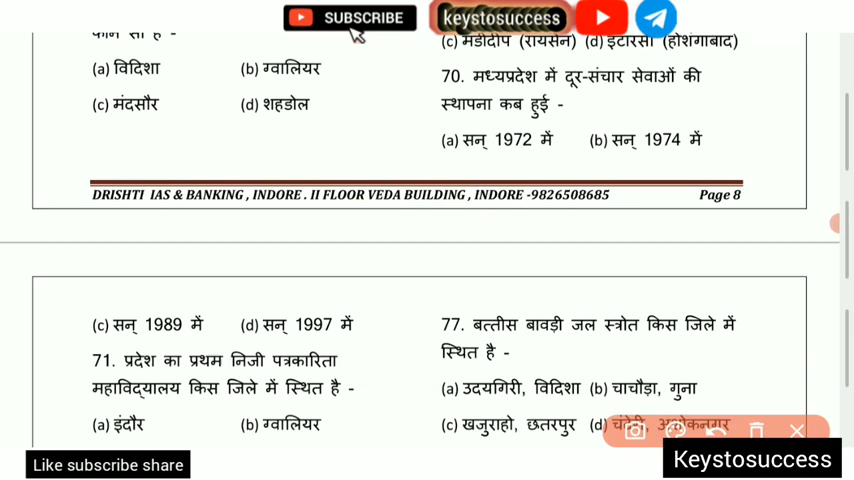 SUBSCRIBE
keystosuccess
(a) विदिशा (b) ग्वालियर
(c) मंदसौर (d) शहडोल
(c) मंडीदीप (रायसेन) (d) इटारसी (होशंगाबाद)
70. मध्यप्रदेश में दूर-संचार सेवाओं की
स्थापना कब हुई -
(a) सन् 1972 में (b) सन् 1974 में
DRISHTI IAS & BANKING , INDORE . II FLOOR VEDA BUILDING , INDORE -9826508685 Page 8
(c) सन् 1989 में (d) सन् 1997 में
71. प्रदेश का प्रथम निजी पत्रकारिता
महाविद्यालय किस जिले में स्थित है -
(a) इंदौर (b) ग्वालियर
77. बत्तीस बावड़ी जल स्त्रोत किस जिले में
स्थित है -
(a) उदयगिरी, विदिशा (b) चाचौड़ा, गुना
(c) खजुराहो, छतरपुर (d) चंदेरी, अशोकनगर
Like subscribe share
Keystosuccess